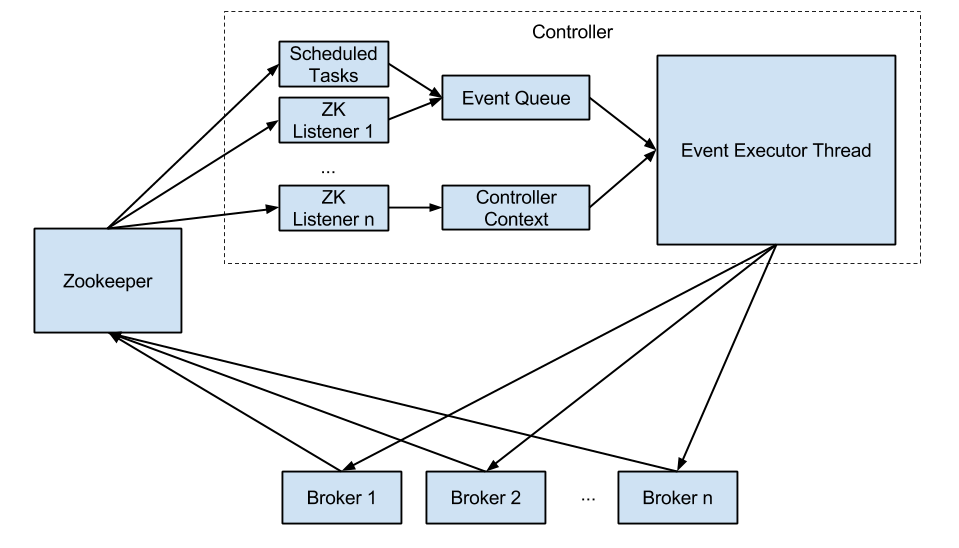 Controller
Scheduled
Tasks
ZK
Listener 1
...
ZK
Listener n
Event Queue
Controller
Context
Event Executor Thread
Zookeeper
Broker 1
Broker 2
...
Broker n